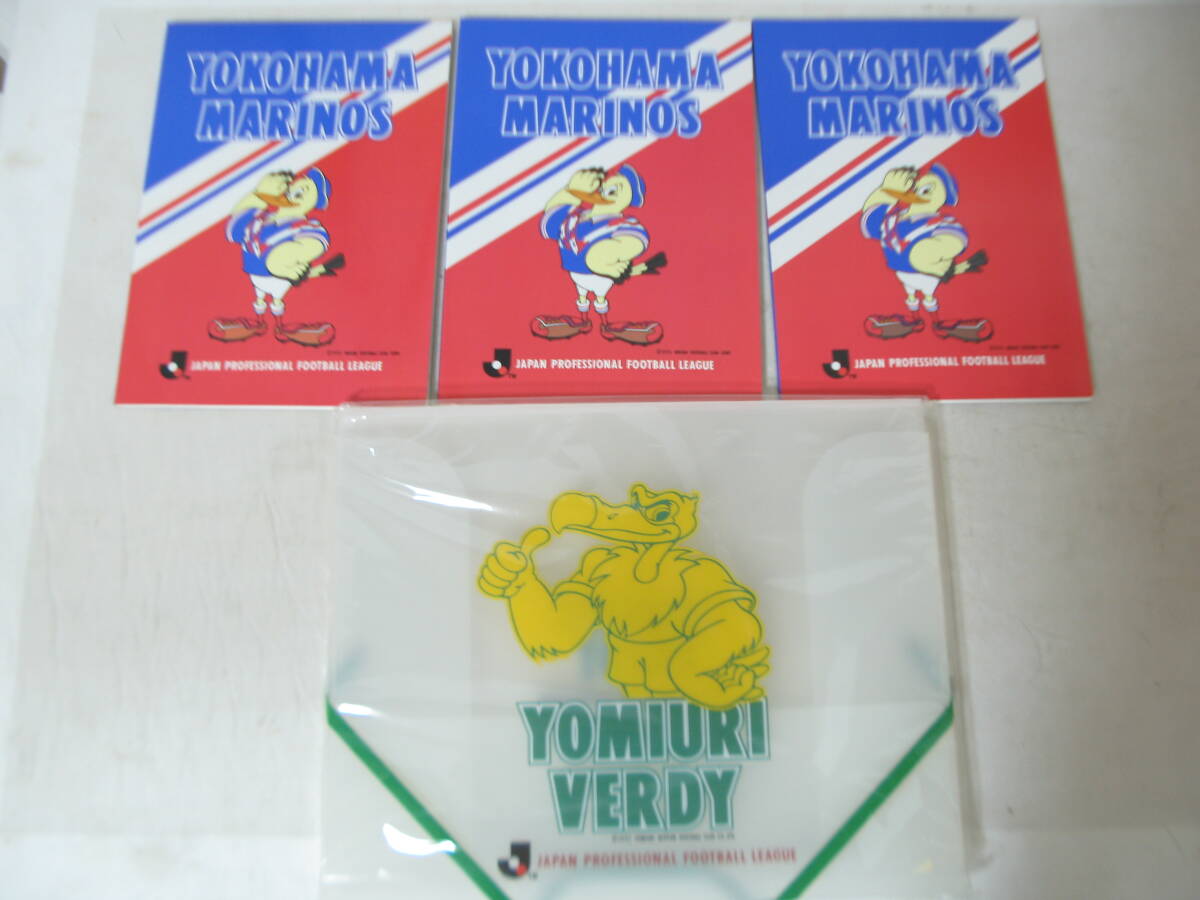 YOKOHAMA
MARINOS
JAPAN PROFESSIONAL FOOTBALL LEAGUE
YOKOHAMA
MARINOS
JAPAN PROFESSIONAL FOOTBALL LEAGUE
YOKOHAMA
MARINOS
JAPAN PROFESSIONAL FOOTBALL LEAGUE
YOMIURI
VERDY
JAPAN PROFESSIONAL FOOTBALL LEAGUE